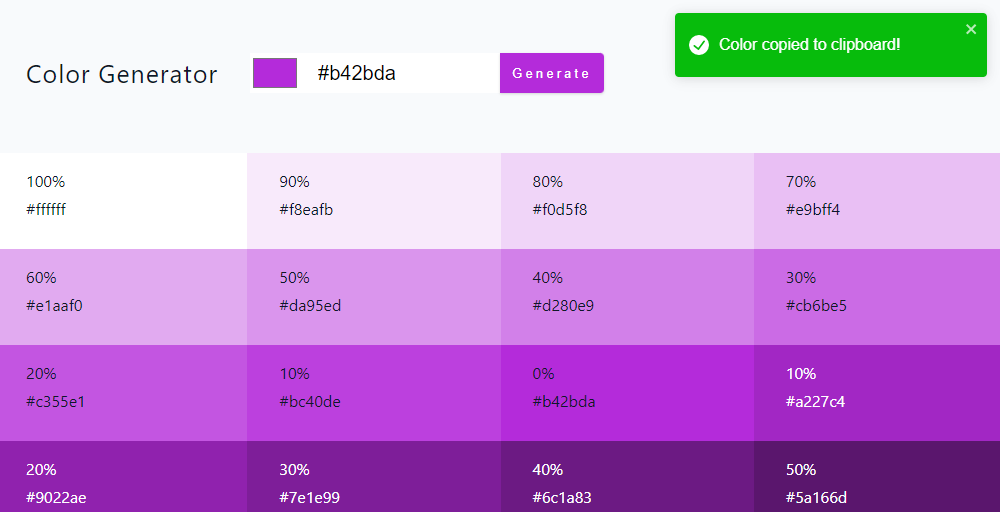 Color Generator
#b42bda
Generate
Color copied to clipboard!
100%
#ffffff
90%
#f8eafb
80%
#f0d5f8
70%
#e9bff4
60%
#e1aaf0
50%
#da95ed
40%
#d280e9
30%
#cb6be5
20%
#c355e1
10%
#bc40de
0%
#b42bda
10%
#a227c4
20%
#9022ae
30%
#7e1e99
40%
#6c1a83
50%
#5a166d